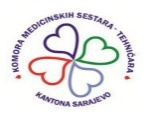 KOMORA MEDICINSKIH SESTARA - TEHNIČARA
KANTONA SARAJEVO